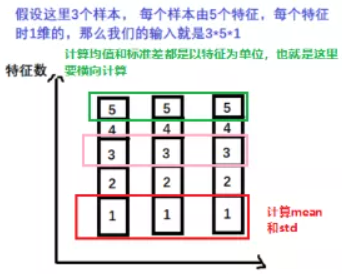 假设这里3个样本， 每个样本由5个特征，每个特征
时1维的，那么我们的输入就是3*5*1
计算均值和标准差都是以特征为单位，也就是这里
要横向计算
特征数
5 5 5
4 4 4
3 3 3
2 2 2
1 1 1
计算mean
和std